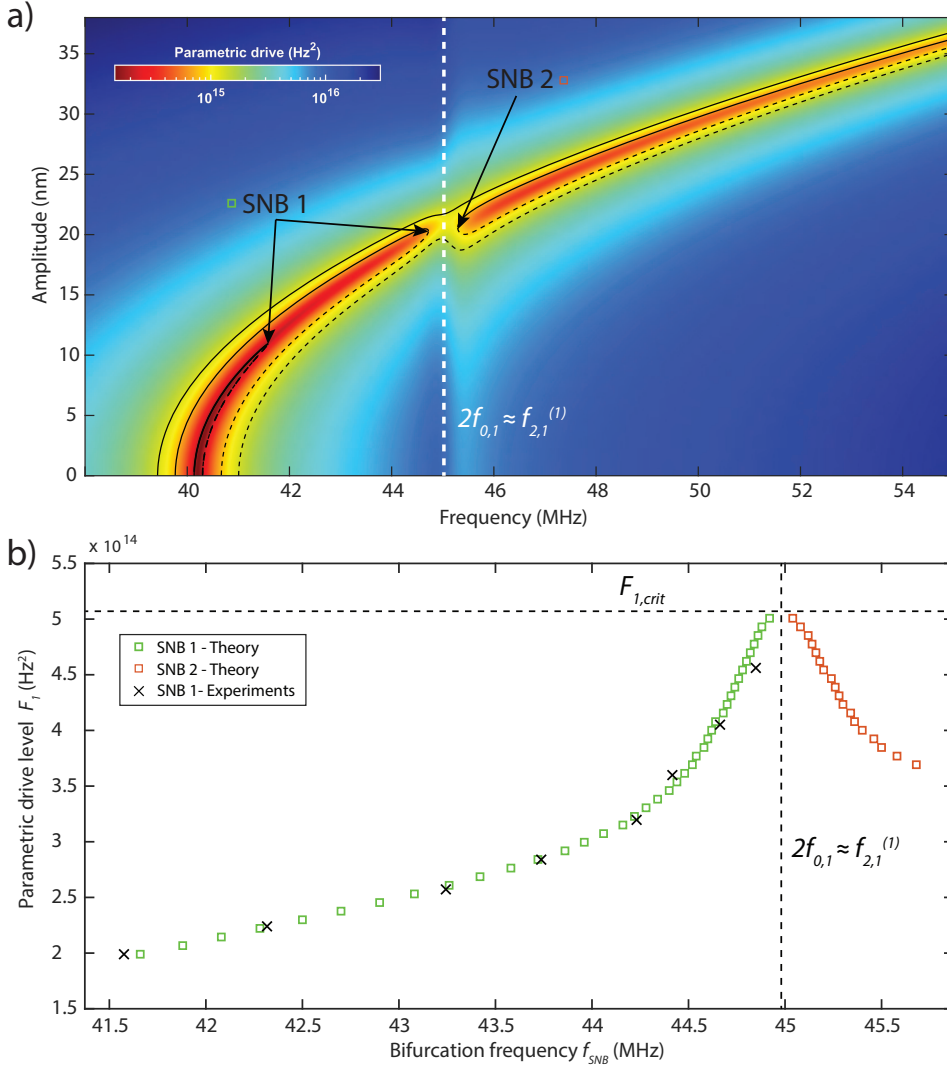 a)
Parametric drive (Hz²)
10¹⁵ 10¹⁶
SNB 2
SNB 1
2f0,1 ≈ f2,1⁽¹⁾
Amplitude (nm)
35
30
25
20
15
10
5
0
40 42 44 46 48 50 52 54
Frequency (MHz)
b)
x 10¹⁴
F1,crit
SNB 1 - Theory
SNB 2 - Theory
SNB 1- Experiments
2f0,1 ≈ f2,1⁽¹⁾
Parametric drive level F1 (Hz²)
5.5
5
4.5
4
3.5
3
2.5
2
1.5
41.5 42 42.5 43 43.5 44 44.5 45 45.5
Bifurcation frequency fSNB (MHz)